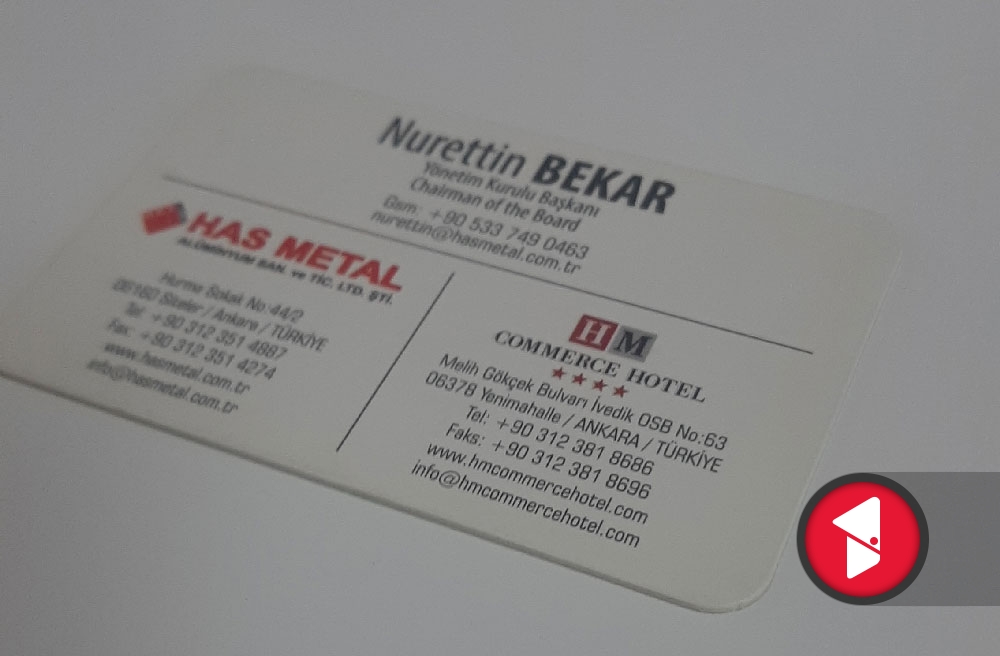 Nurettin BEKAR
Yönetim Kurulu Başkanı
Chairman of the Board
Gsm: +90 533 749 0463
nurettin@hasmetal.com.tr
HAS METAL
ALÜMİNYUM SAN. ve TİC. LTD. ŞTİ.
Hurma Sokak No:44/2
06160 Siteler / Ankara / TÜRKİYE
Tel: +90 312 351 4887
Fax: +90 312 351 4274
www.hasmetal.com.tr
info@hasmetal.com.tr
HM
COMMERCE HOTEL
Melih Gökçek Bulvarı İvedik OSB No:63
06378 Yenimahalle / ANKARA / TÜRKİYE
Tel: +90 312 381 8686
Faks: +90 312 381 8696
www.hmcommercehotel.com
info@hmcommercehotel.com